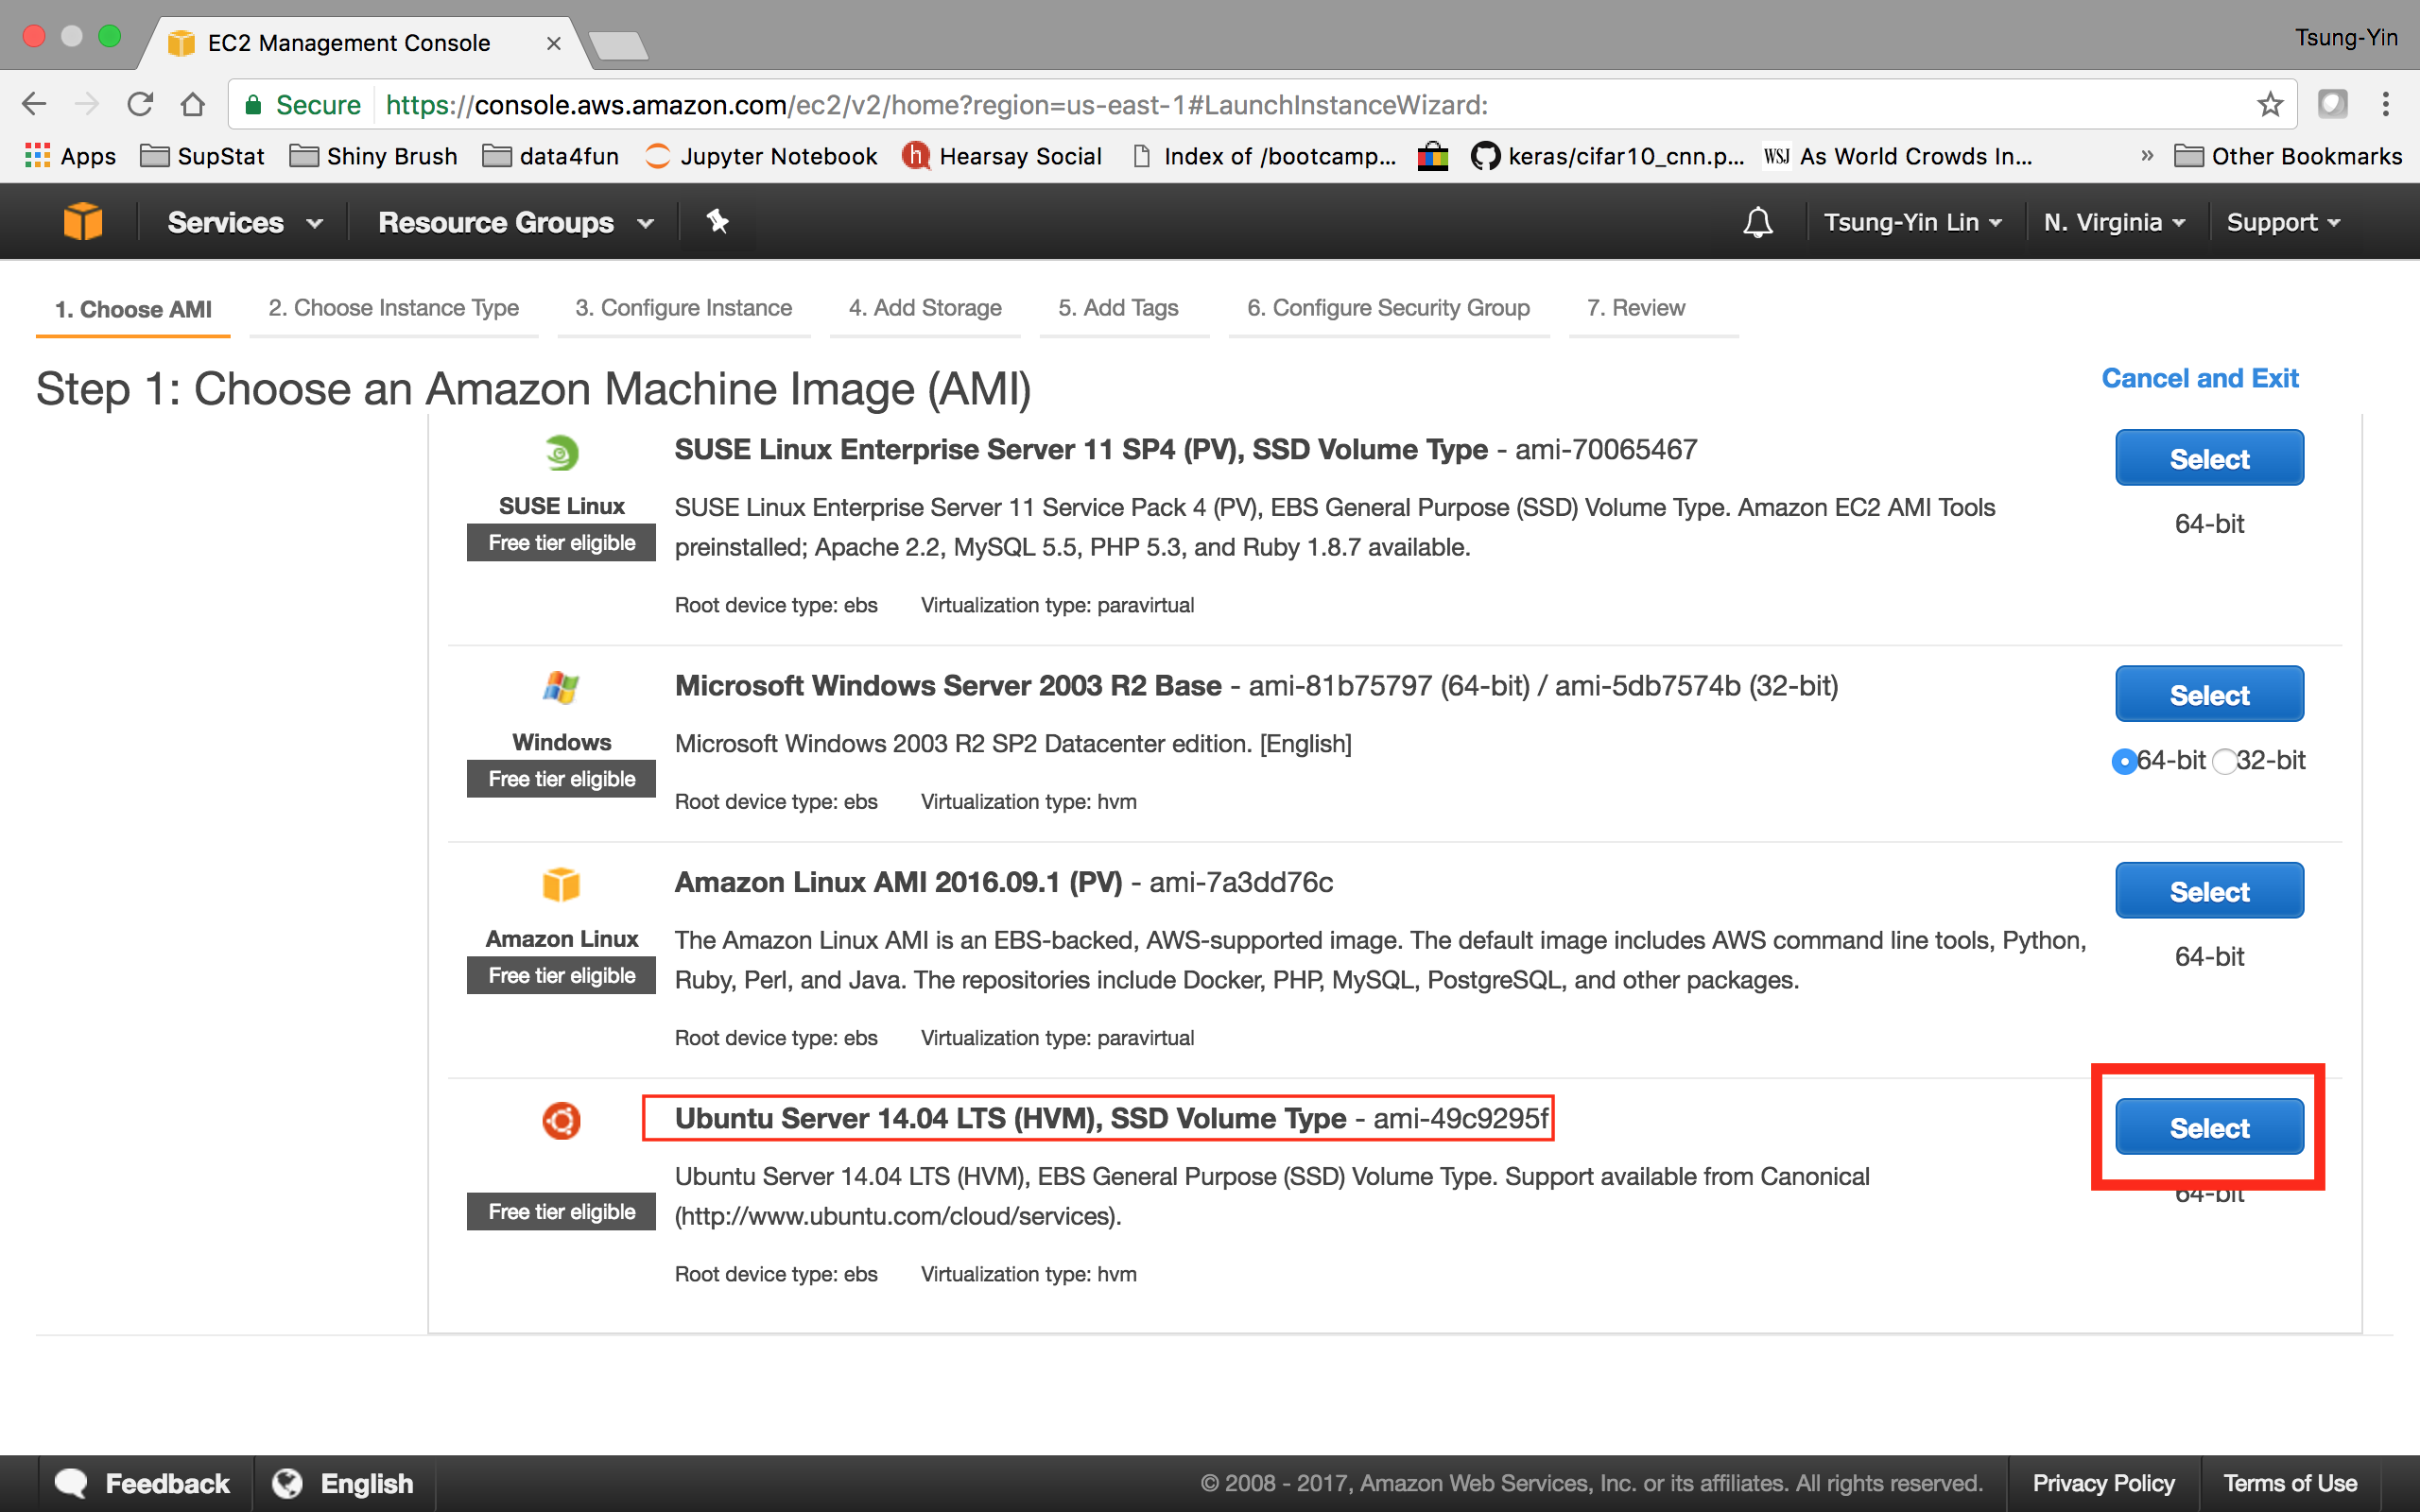 EC2 Management Console
Tsung-Yin
Secure https://console.aws.amazon.com/ec2/v2/home?region=us-east-1#LaunchInstanceWizard:
Apps SupStat Shiny Brush data4fun Jupyter Notebook Hearsay Social Index of /bootcamp... keras/cifar10_cnn.p... WSJ As World Crowds In... » Other Bookmarks
Services Resource Groups Tsung-Yin Lin N. Virginia Support
1. Choose AMI 2. Choose Instance Type 3. Configure Instance 4. Add Storage 5. Add Tags 6. Configure Security Group 7. Review
Step 1: Choose an Amazon Machine Image (AMI)
Cancel and Exit
SUSE Linux
Free tier eligible
SUSE Linux Enterprise Server 11 SP4 (PV), SSD Volume Type - ami-70065467
SUSE Linux Enterprise Server 11 Service Pack 4 (PV), EBS General Purpose (SSD) Volume Type. Amazon EC2 AMI Tools
preinstalled; Apache 2.2, MySQL 5.5, PHP 5.3, and Ruby 1.8.7 available.
Root device type: ebs Virtualization type: paravirtual
Select
64-bit
Windows
Free tier eligible
Microsoft Windows Server 2003 R2 Base - ami-81b75797 (64-bit) / ami-5db7574b (32-bit)
Microsoft Windows 2003 R2 SP2 Datacenter edition. [English]
Root device type: ebs Virtualization type: hvm
Select
64-bit 32-bit
Amazon Linux
Free tier eligible
Amazon Linux AMI 2016.09.1 (PV) - ami-7a3dd76c
The Amazon Linux AMI is an EBS-backed, AWS-supported image. The default image includes AWS command line tools, Python,
Ruby, Perl, and Java. The repositories include Docker, PHP, MySQL, PostgreSQL, and other packages.
Root device type: ebs Virtualization type: paravirtual
Select
64-bit
Free tier eligible
Ubuntu Server 14.04 LTS (HVM), SSD Volume Type - ami-49c9295f
Ubuntu Server 14.04 LTS (HVM), EBS General Purpose (SSD) Volume Type. Support available from Canonical
(http://www.ubuntu.com/cloud/services).
Root device type: ebs Virtualization type: hvm
Select
64-bit
Feedback English © 2008 - 2017, Amazon Web Services, Inc. or its affiliates. All rights reserved. Privacy Policy Terms of Use